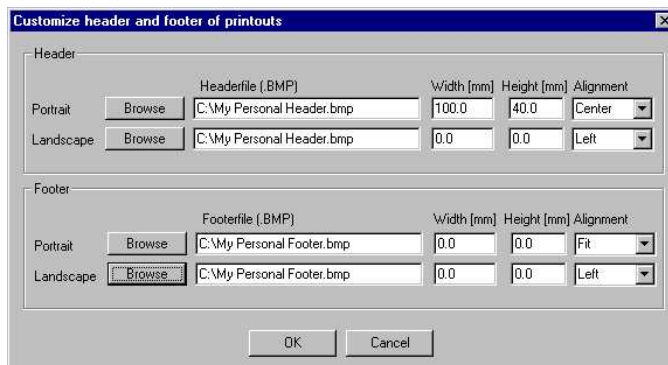 Customize header and footer of printouts
Header
Headerfile (.BMP) Width [mm] Height [mm] Alignment
Portrait Browse C:\My Personal Header.bmp 100.0 40.0 Center
Landscape Browse C:\My Personal Header.bmp 0.0 0.0 Left
Footer
Footerfile (.BMP) Width [mm] Height [mm] Alignment
Portrait Browse C:\My Personal Footer.bmp 0.0 0.0 Fit
Landscape Browse C:\My Personal Footer.bmp 0.0 0.0 Left
OK Cancel